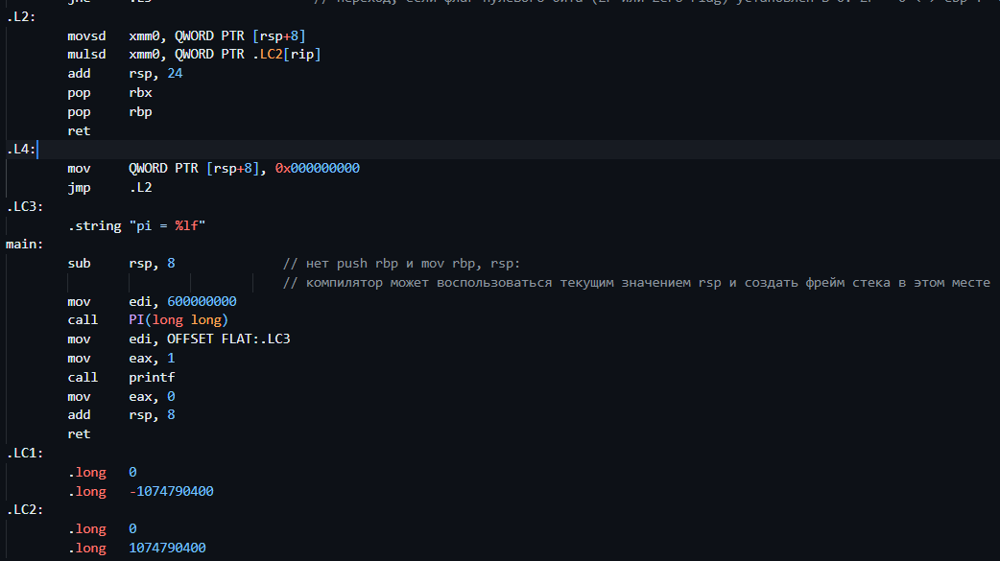 .L2:
movsd xmm0, QWORD PTR [rsp+8]
mulsd xmm0, QWORD PTR .LC2[rip]
add rsp, 24
pop rbx
pop rbp
ret
.L4:
mov QWORD PTR [rsp+8], 0x000000000
jmp .L2
.LC3:
.string "pi = %lf"
main:
sub rsp, 8 // нет push rbp и mov rbp, rsp:
// компилятор может воспользоваться текущим значением rsp и создать фрейм стека в этом месте
mov edi, 600000000
call PI(long long)
mov edi, OFFSET FLAT:.LC3
mov eax, 1
call printf
mov eax, 0
add rsp, 8
ret
.LC1:
.long 0
.long -1074790400
.LC2:
.long 0
.long 1074790400